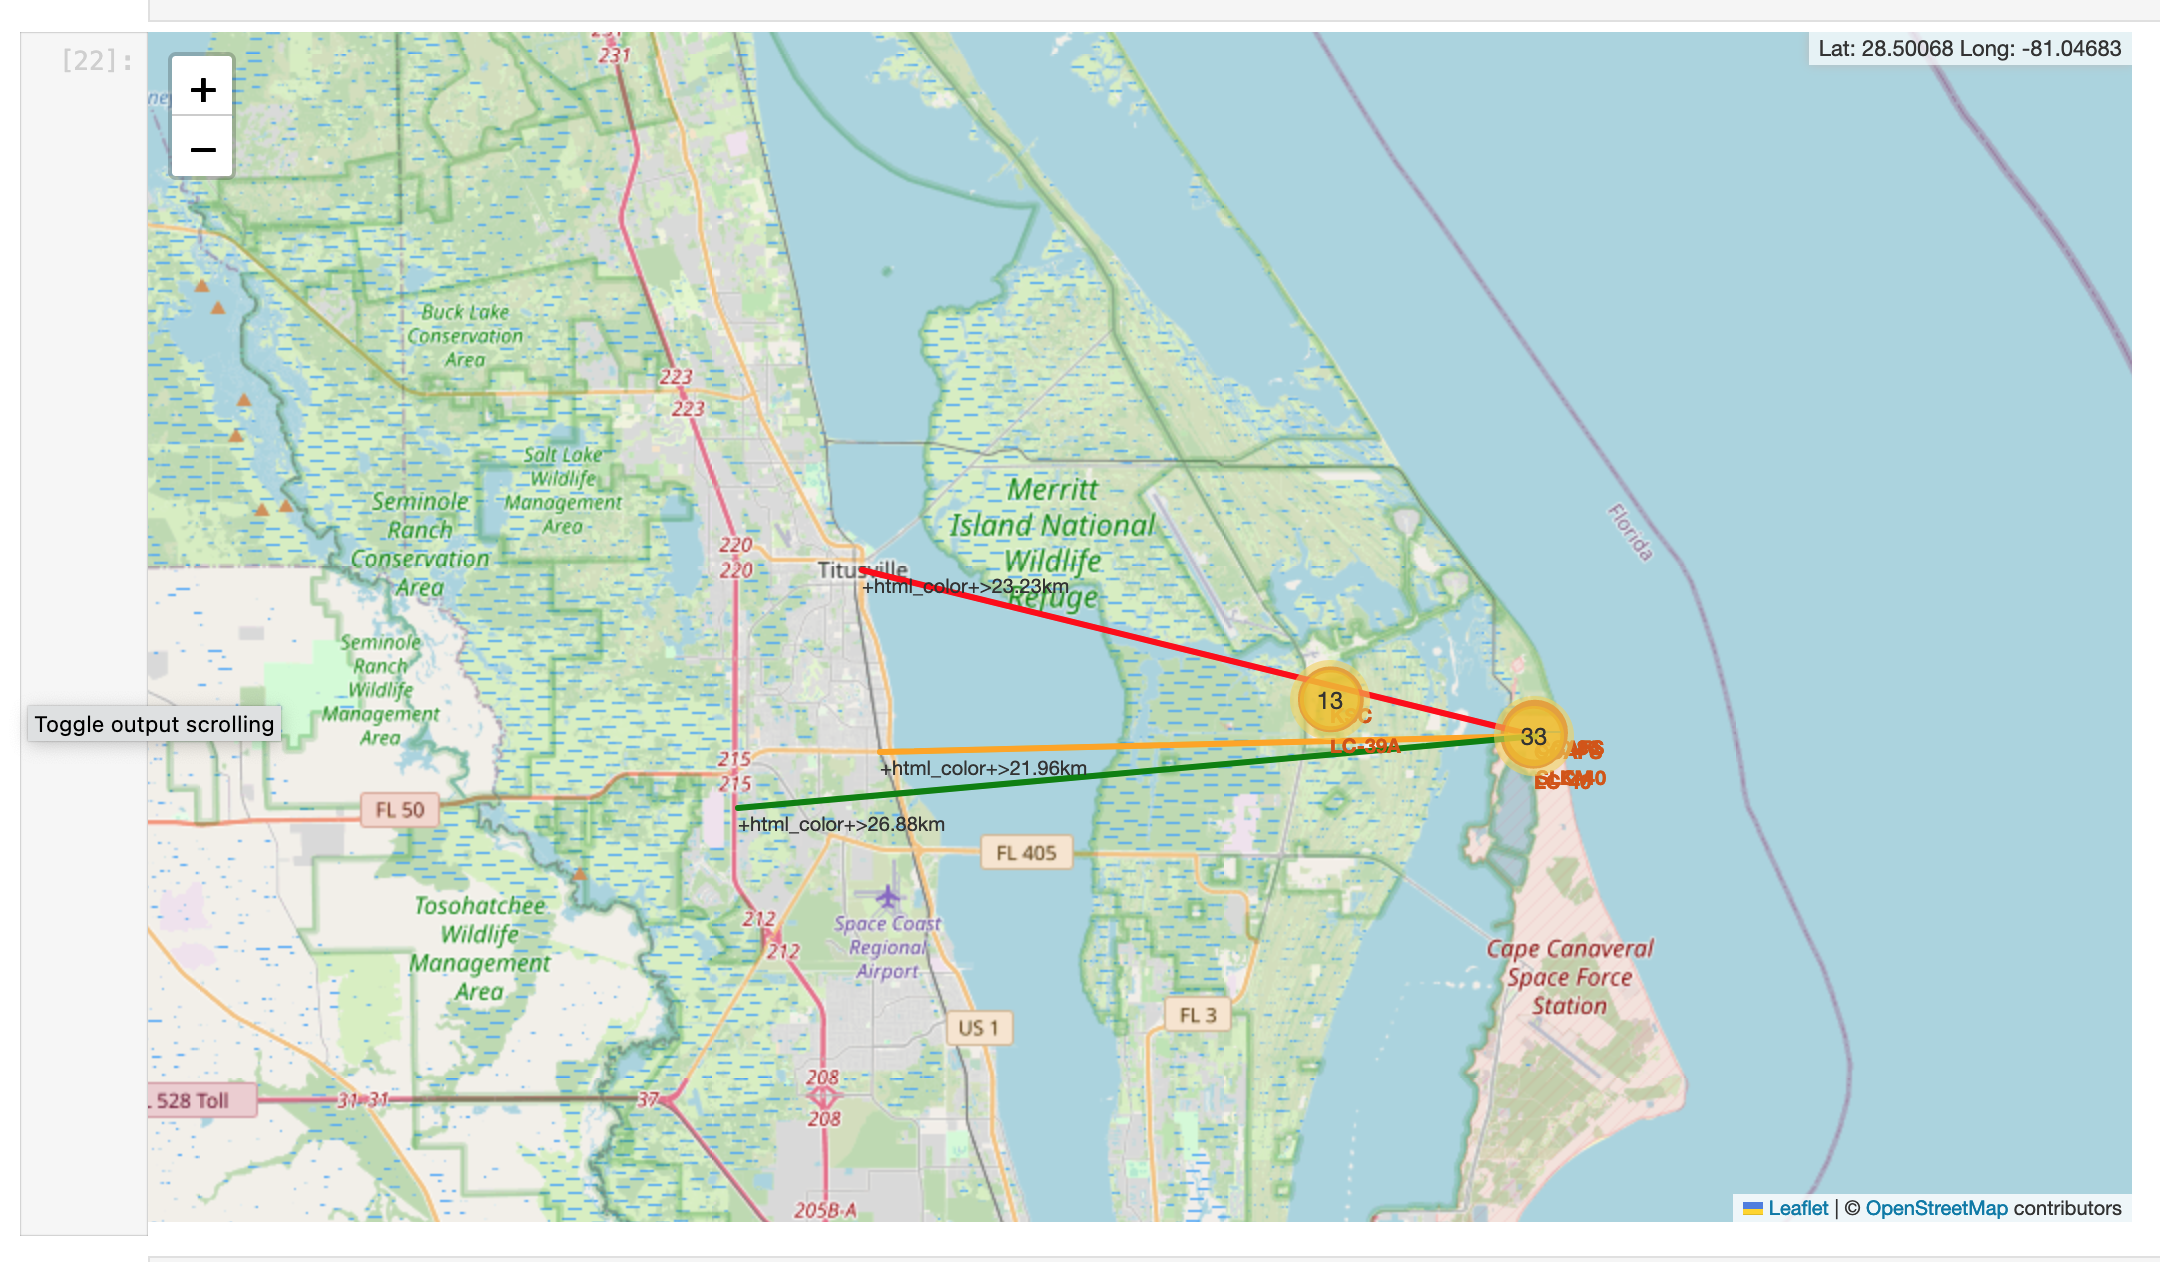 [22]:
+
−
Lat: 28.50068 Long: -81.04683
231
Buck Lake
Conservation
Area
223
223
Salt Lake
Wildlife
Management
Area
Seminole
Ranch
Conservation
Area
Merritt
Island National
Wildlife
Refuge
Florida
220
220
Titusville
+html_color+>23.23km
Seminole
Ranch
Wildlife
Management
Area
Toggle output scrolling
13
KSC
LC-39A
33
215
215
+html_color+>21.96km
+html_color+>26.88km
FL 50
FL 405
212
212
Space Coast
Regional
Airport
Tosohatchee
Wildlife
Management
Area
Cape Canaveral
Space Force
Station
FL 3
US 1
208
208
528 Toll
31
31
37
205B-A
Leaflet | © OpenStreetMap contributors